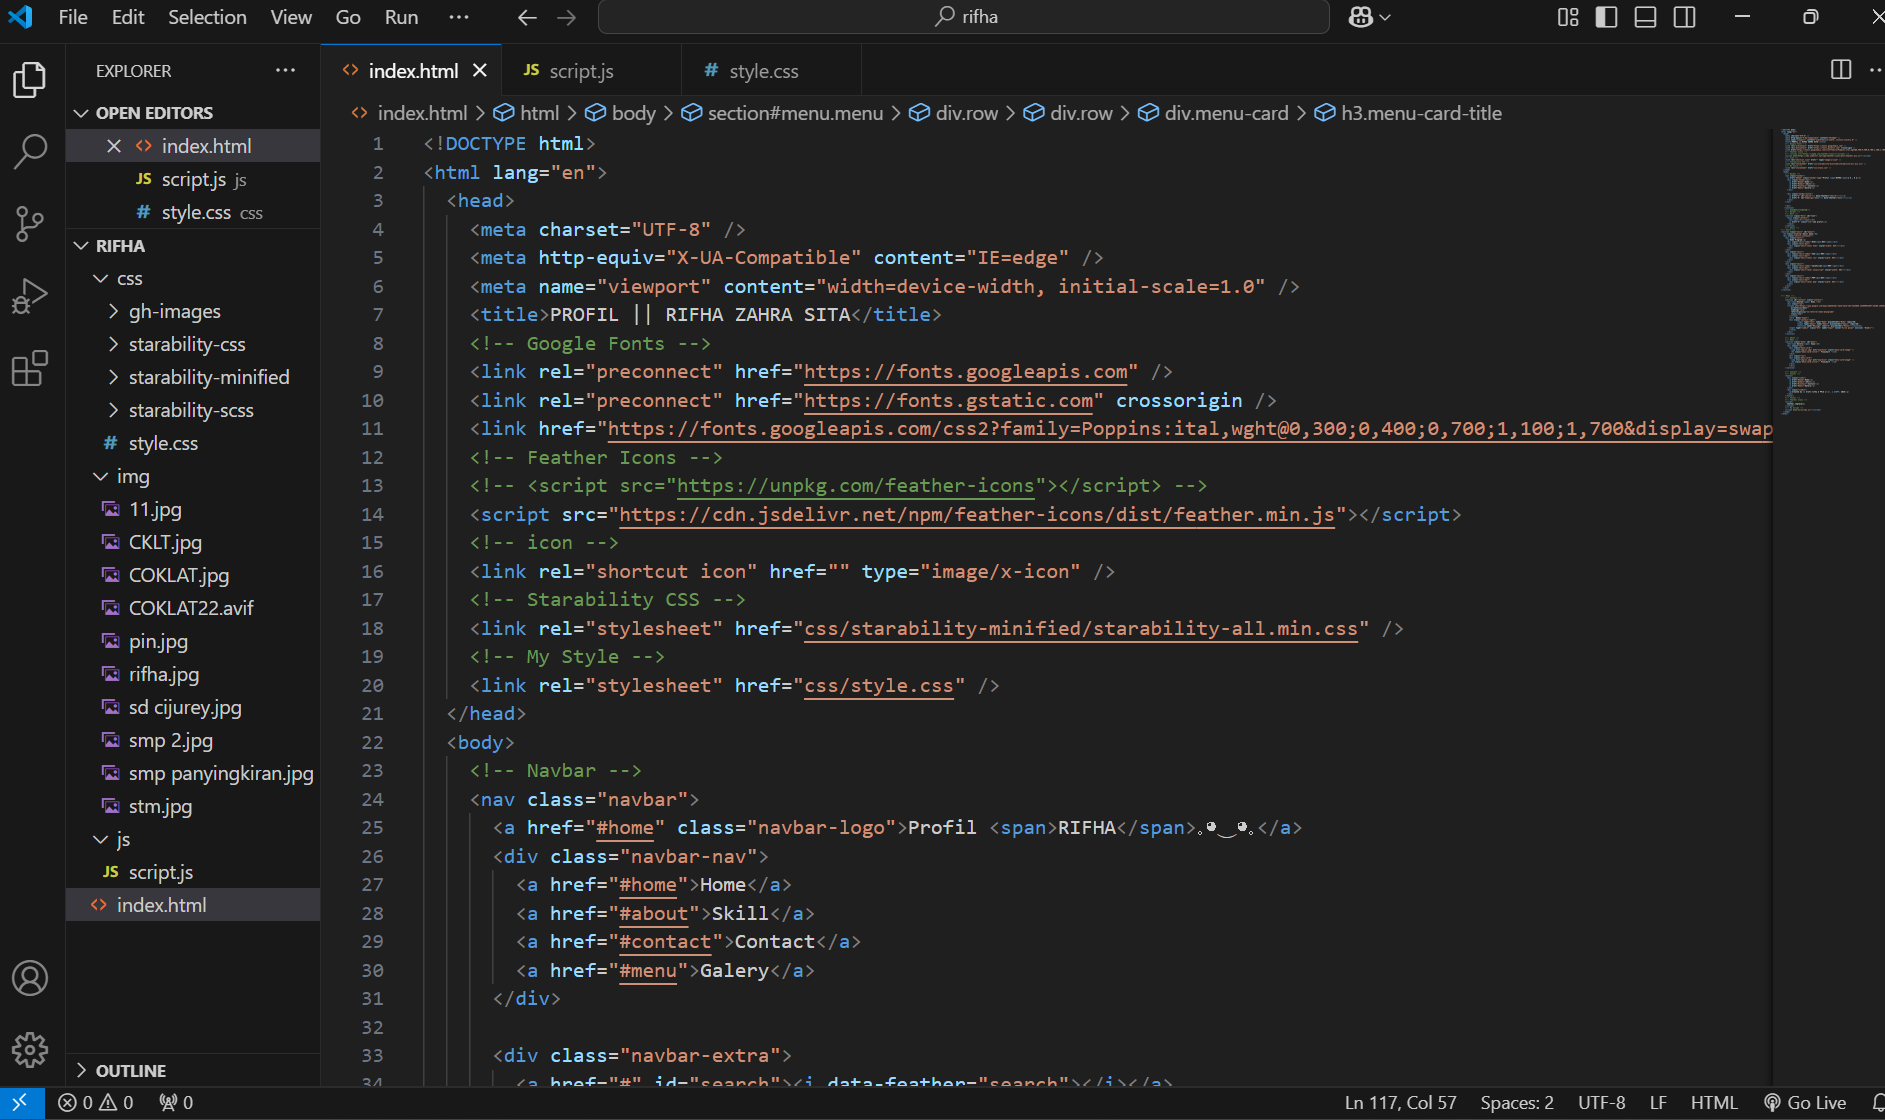 File Edit Selection View Go Run ··· rifha
EXPLORER ···
OPEN EDITORS
index.html
script.js js
style.css css
RIFHA
css
gh-images
starability-css
starability-minified
starability-scss
style.css
img
11.jpg
CKLT.jpg
COKLAT.jpg
COKLAT22.avif
pin.jpg
rifha.jpg
sd cijurey.jpg
smp 2.jpg
smp panyingkiran.jpg
stm.jpg
js
JS script.js
<> index.html
OUTLINE
<> index.html JS script.js # style.css
<> index.html > html > body > section#menu.menu > div.row > div.row > div.menu-card > h3.menu-card-title
1 <!DOCTYPE html>
2 <html lang="en">
3 <head>
4 <meta charset="UTF-8" />
5 <meta http-equiv="X-UA-Compatible" content="IE=edge" />
6 <meta name="viewport" content="width=device-width, initial-scale=1.0" />
7 <title>PROFIL || RIFHA ZAHRA SITA</title>
8 <!-- Google Fonts -->
9 <link rel="preconnect" href="https://fonts.googleapis.com" />
10 <link rel="preconnect" href="https://fonts.gstatic.com" crossorigin />
11 <link href="https://fonts.googleapis.com/css2?family=Poppins:ital,wght@0,300;0,400;0,700;1,100;1,700&display=swap
12 <!-- Feather Icons -->
13 <!-- <script src="https://unpkg.com/feather-icons"></script> -->
14 <script src="https://cdn.jsdelivr.net/npm/feather-icons/dist/feather.min.js"></script>
15 <!-- icon -->
16 <link rel="shortcut icon" href="" type="image/x-icon" />
17 <!-- Starability CSS -->
18 <link rel="stylesheet" href="css/starability-minified/starability-all.min.css" />
19 <!-- My Style -->
20 <link rel="stylesheet" href="css/style.css" />
21 </head>
22 <body>
23 <!-- Navbar -->
24 <nav class="navbar">
25 <a href="#home" class="navbar-logo">Profil <span>RIFHA</span>｡◕‿◕｡</a>
26 <div class="navbar-nav">
27 <a href="#home">Home</a>
28 <a href="#about">Skill</a>
29 <a href="#contact">Contact</a>
30 <a href="#menu">Galery</a>
31 </div>
32
33 <div class="navbar-extra">
34 <a href="#" id="search"><i data-feather="search"></i></a>
0 0 0 Ln 117, Col 57 Spaces: 2 UTF-8 LF HTML Go Live